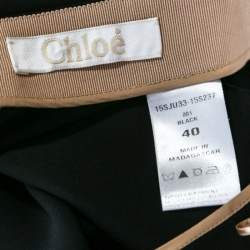 Chloé
15SJU33-15S237
001
BLACK
40
MADE IN
MADAGASCAR